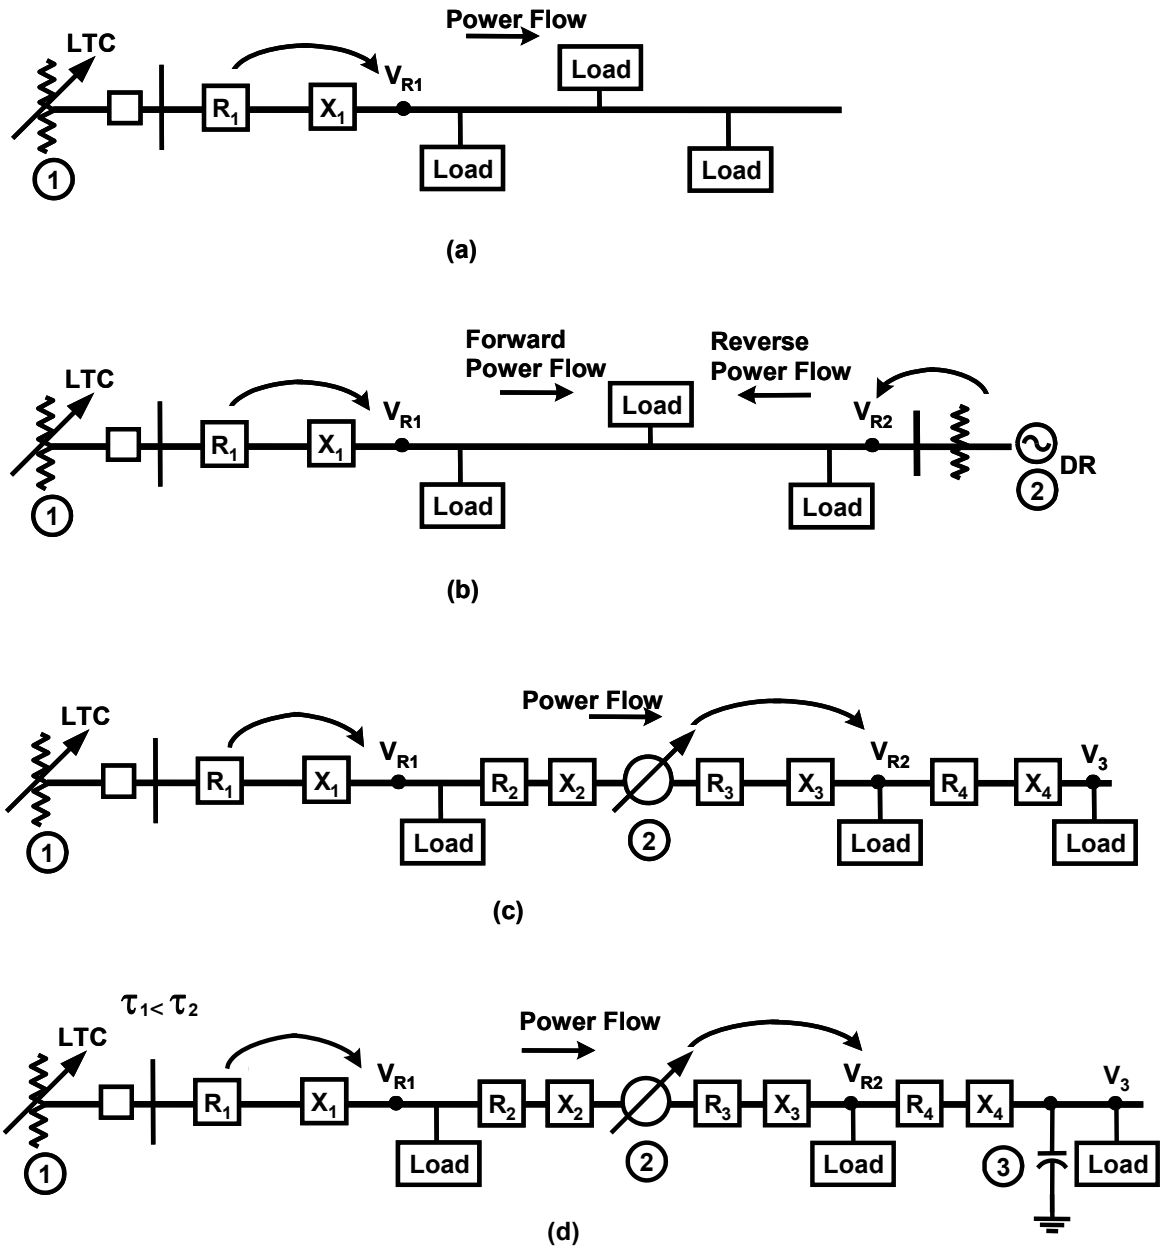 Power Flow
LTC
V_R1
Load
R_1
X_1
Load
Load
1
(a)
Forward
Power Flow
Reverse
Power Flow
LTC
V_R1
Load
V_R2
R_1
X_1
DR
Load
Load
1
2
(b)
Power Flow
LTC
V_R1
V_R2
V_3
R_1
X_1
R_2
X_2
R_3
X_3
R_4
X_4
Load
Load
Load
1
2
(c)
τ_1< τ_2
LTC
Power Flow
V_R1
V_R2
V_3
R_1
X_1
R_2
X_2
R_3
X_3
R_4
X_4
Load
Load
Load
1
2
3
(d)